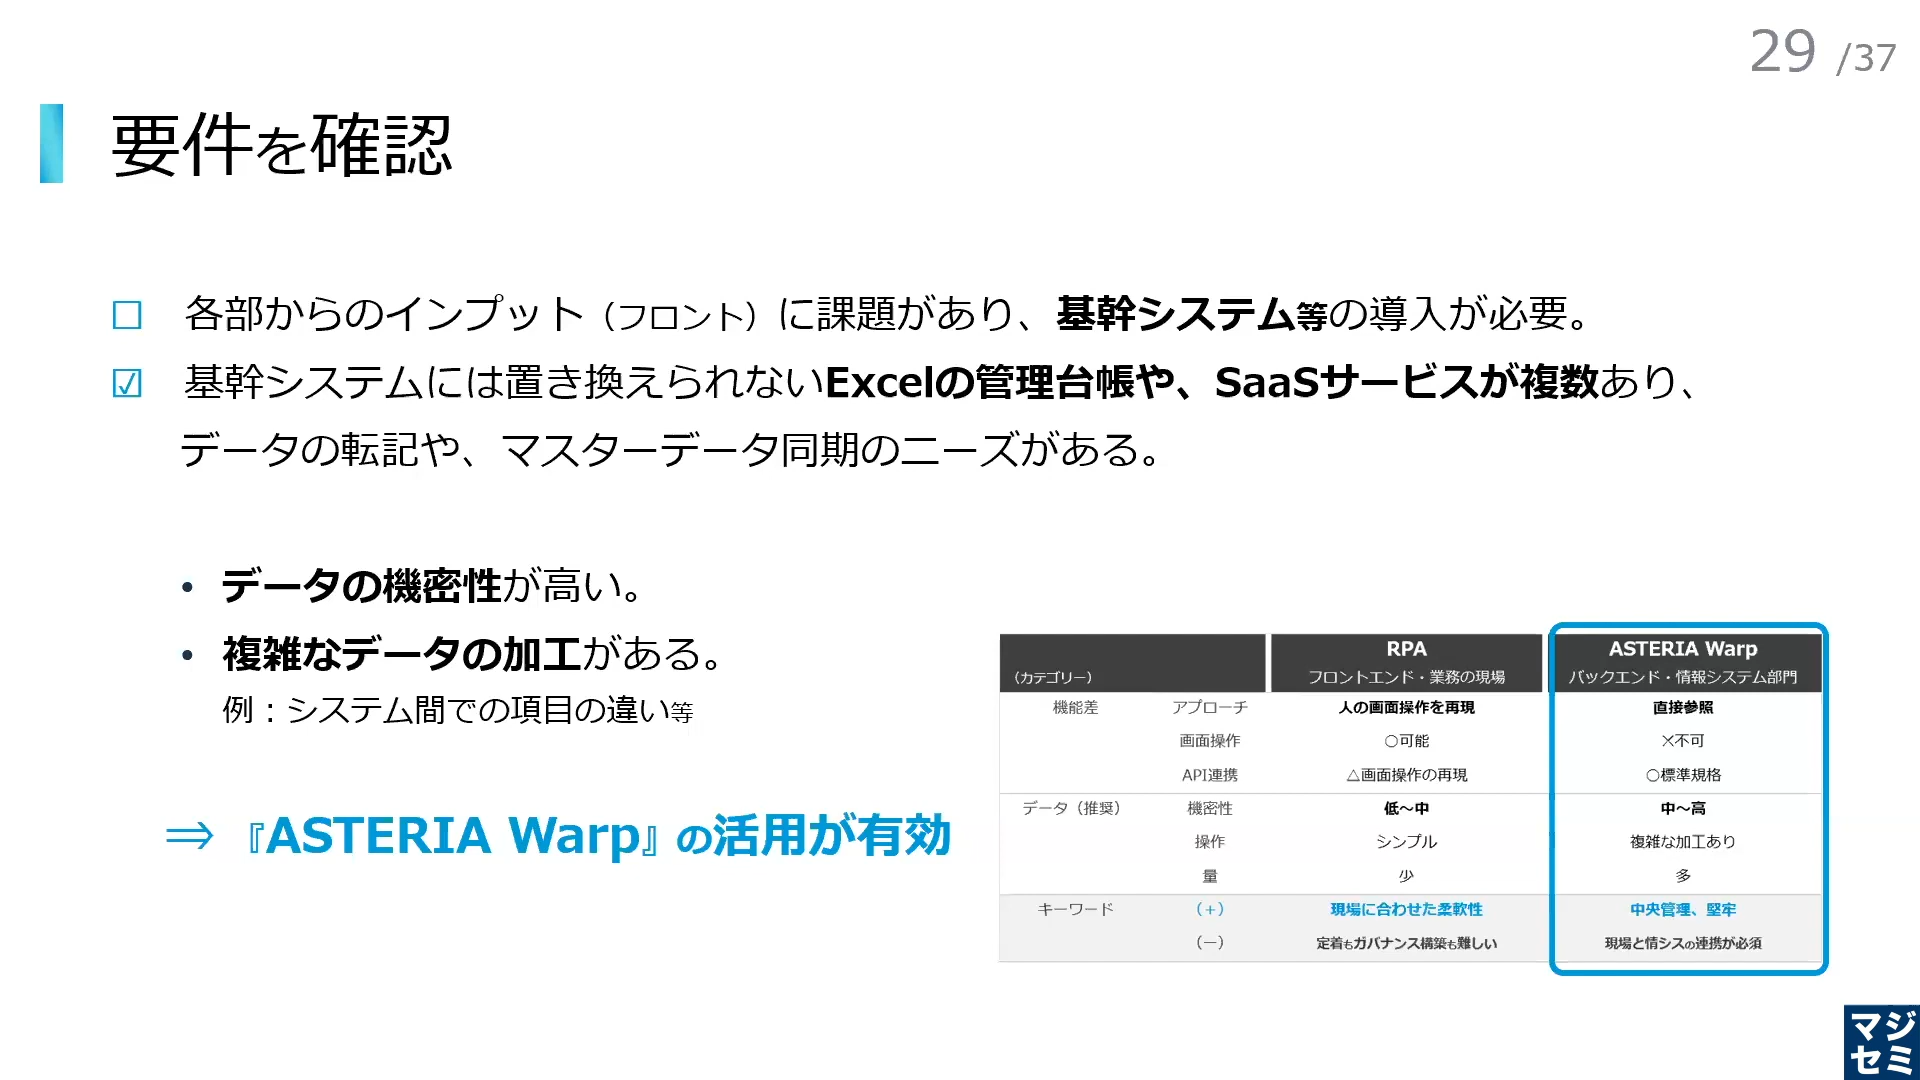 29 /37
要件を確認
☐ 各部からのインプット（フロント）に課題があり、基幹システム等の導入が必要。
☑ 基幹システムには置き換えられないExcelの管理台帳や、SaaSサービスが複数あり、
データの転記や、マスターデータ同期のニーズがある。
• データの機密性が高い。
• 複雑なデータの加工がある。
例：システム間での項目の違い等
⇒ 『ASTERIA Warp』の活用が有効
RPA ASTERIA Warp
（カテゴリー） フロントエンド・業務の現場 バックエンド・情報システム部門
機能差 アプローチ 人の画面操作を再現 直接参照
画面操作 〇可能 ×不可
API連携 △画面操作の再現 〇標準規格
データ（推奨） 機密性 低～中 中～高
操作 シンプル 複雑な加工あり
量 少 多
キーワード （＋） 現場に合わせた柔軟性 中央管理、堅牢
（－） 定着もガバナンス構築も難しい 現場と情シスの連携が必須
マジ
セミ